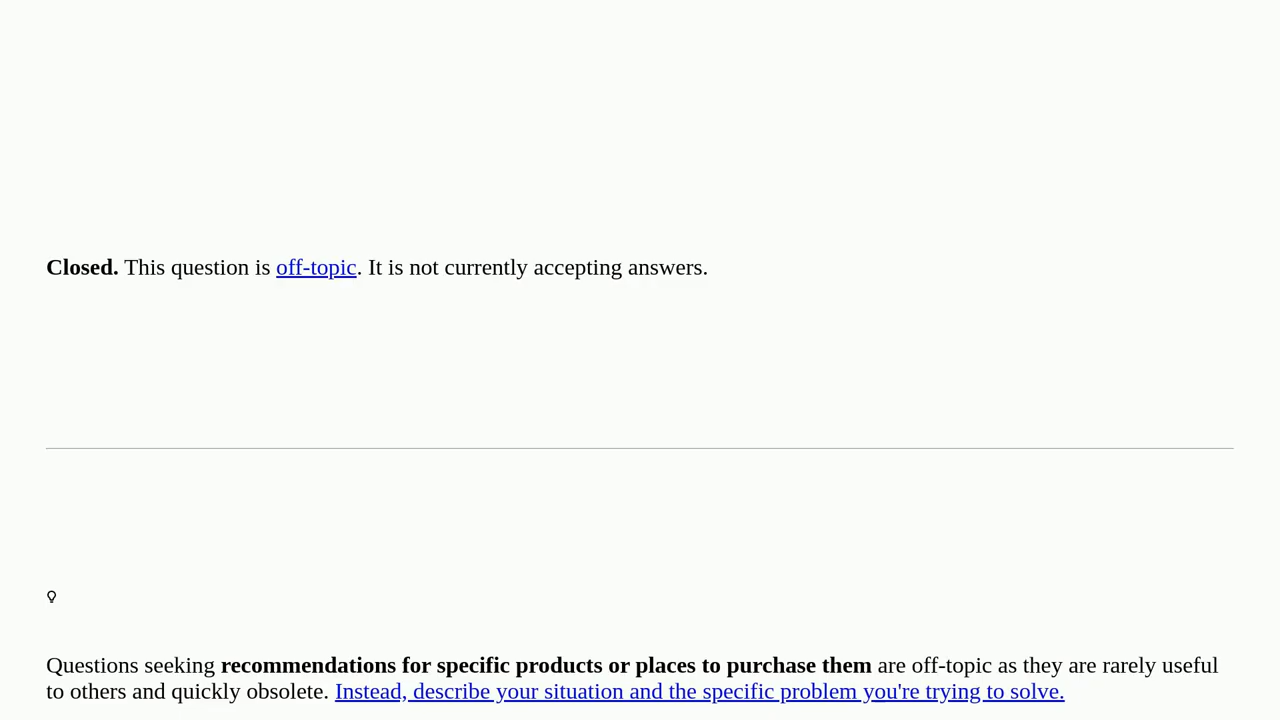 Closed. This question is off-topic. It is not currently accepting answers.
Questions seeking recommendations for specific products or places to purchase them are off-topic as they are rarely useful
to others and quickly obsolete. Instead, describe your situation and the specific problem you're trying to solve.